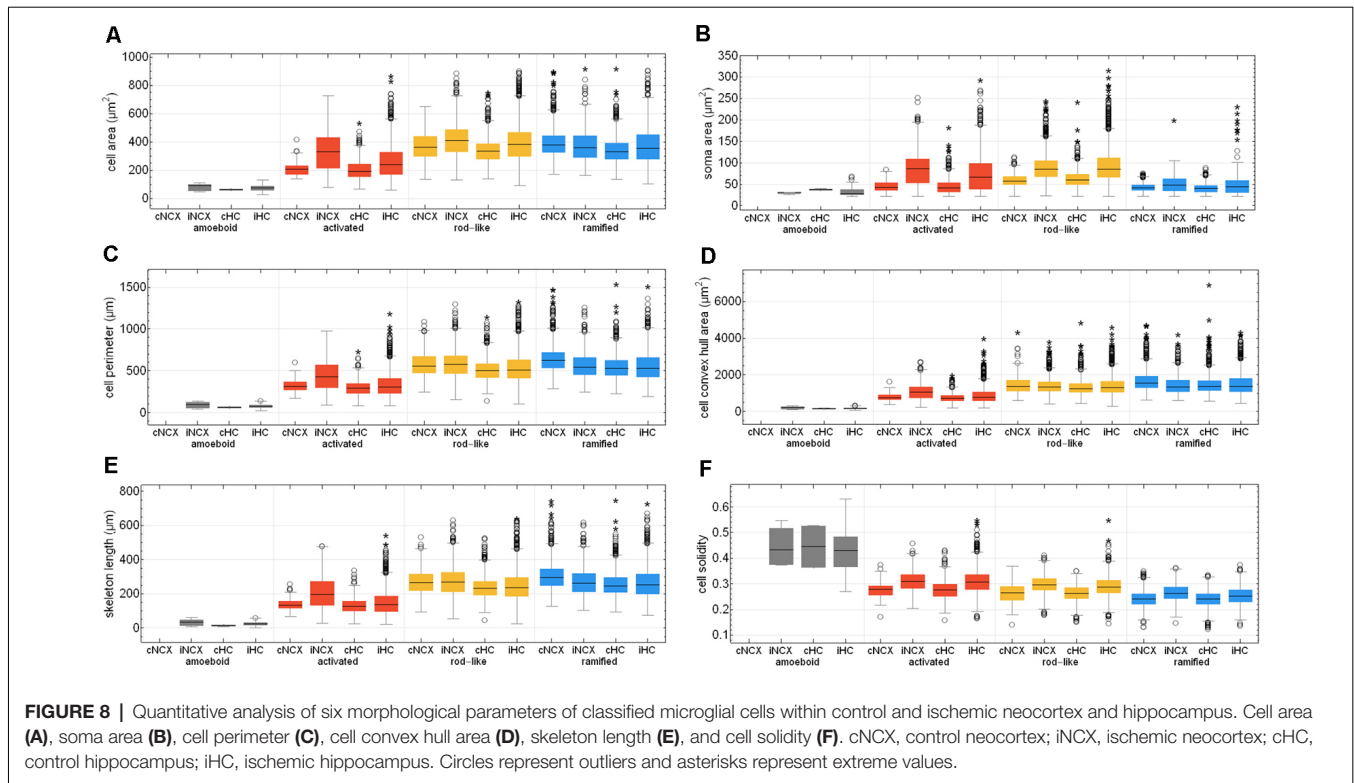 A
cell area (μm²)
1000
800
600
400
200
0
cNCX iNCX cHC iHC cNCX iNCX cHC iHC cNCX iNCX cHC iHC cNCX iNCX cHC iHC
amoeboid activated rod-like ramified
B
soma area (μm²)
350
300
250
200
150
100
50
0
cNCX iNCX cHC iHC cNCX iNCX cHC iHC cNCX iNCX cHC iHC cNCX iNCX cHC iHC
amoeboid activated rod-like ramified
C
cell perimeter (μm)
1500
1000
500
0
cNCX iNCX cHC iHC cNCX iNCX cHC iHC cNCX iNCX cHC iHC cNCX iNCX cHC iHC
amoeboid activated rod-like ramified
D
cell convex hull area (μm²)
6000
4000
2000
0
cNCX iNCX cHC iHC cNCX iNCX cHC iHC cNCX iNCX cHC iHC cNCX iNCX cHC iHC
amoeboid activated rod-like ramified
E
skeleton length (μm)
800
600
400
200
0
cNCX iNCX cHC iHC cNCX iNCX cHC iHC cNCX iNCX cHC iHC cNCX iNCX cHC iHC
amoeboid activated rod-like ramified
F
cell solidity
0.6
0.5
0.4
0.3
0.2
0.1
cNCX iNCX cHC iHC cNCX iNCX cHC iHC cNCX iNCX cHC iHC cNCX iNCX cHC iHC
amoeboid activated rod-like ramified
FIGURE 8 | Quantitative analysis of six morphological parameters of classified microglial cells within control and ischemic neocortex and hippocampus. Cell area
(A), soma area (B), cell perimeter (C), cell convex hull area (D), skeleton length (E), and cell solidity (F). cNCX, control neocortex; iNCX, ischemic neocortex; cHC,
control hippocampus; iHC, ischemic hippocampus. Circles represent outliers and asterisks represent extreme values.